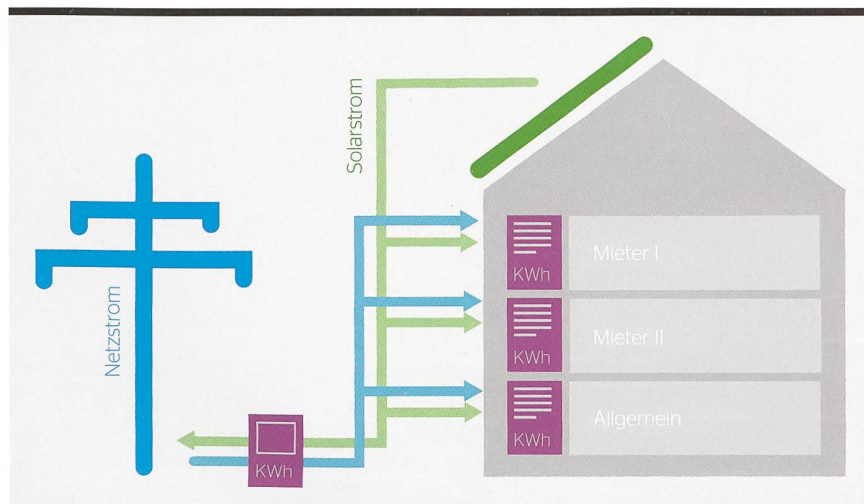 Solarstrom
Netzstrom
KWh
Mieter I
KWh
Mieter II
KWh
Allgemein
KWh